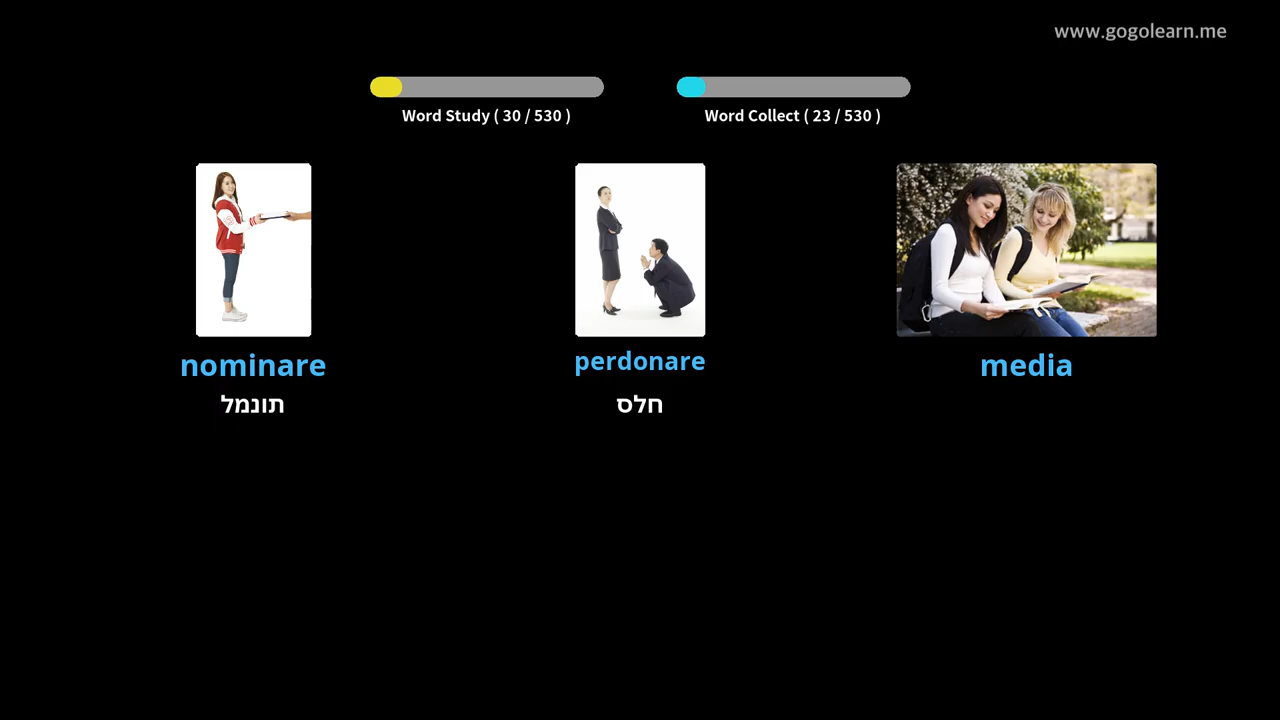 www.gogolearn.me
Word Study ( 30 / 530 )
Word Collect ( 23 / 530 )
nominare
perdonare
media
תונמל
חלס